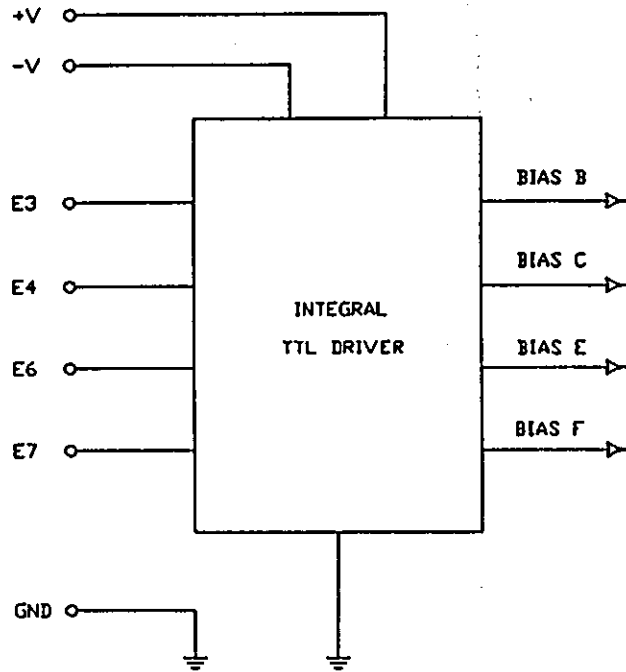 +V
-V
E3
BIAS B
E4
BIAS C
INTEGRAL
TTL DRIVER
E6
BIAS E
E7
BIAS F
GND